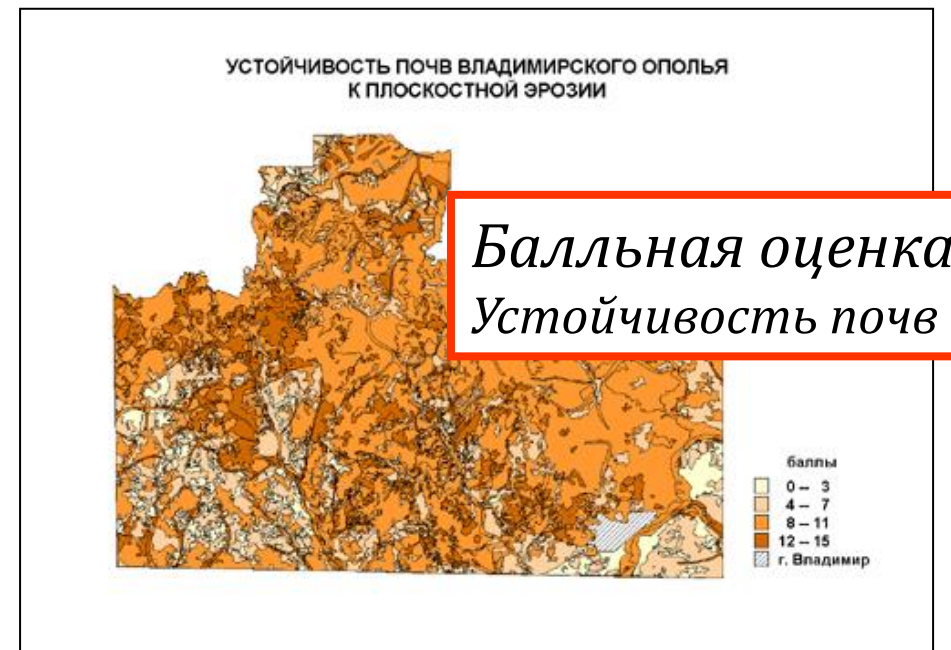 УСТОЙЧИВОСТЬ ПОЧВ ВЛАДИМИРСКОГО ОПОЛЬЯ
К ПЛОСКОСТНОЙ ЭРОЗИИ
Балльная оценка
Устойчивость почв
баллы
0 – 3
4 – 7
8 – 11
12 – 15
г. Владимир